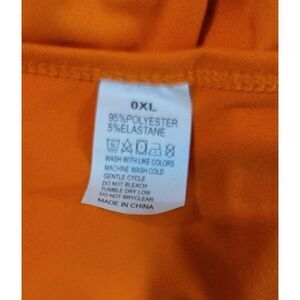 0XL
95%POLYESTER
5%ELASTANE
WASH WITH LIKE COLORS
MACHINE WASH COLD
GENTLE CYCLE
DO NOT BLEACH
TUMBLE DRY LOW
DO NOT DRYCLEAN
MADE IN CHINA